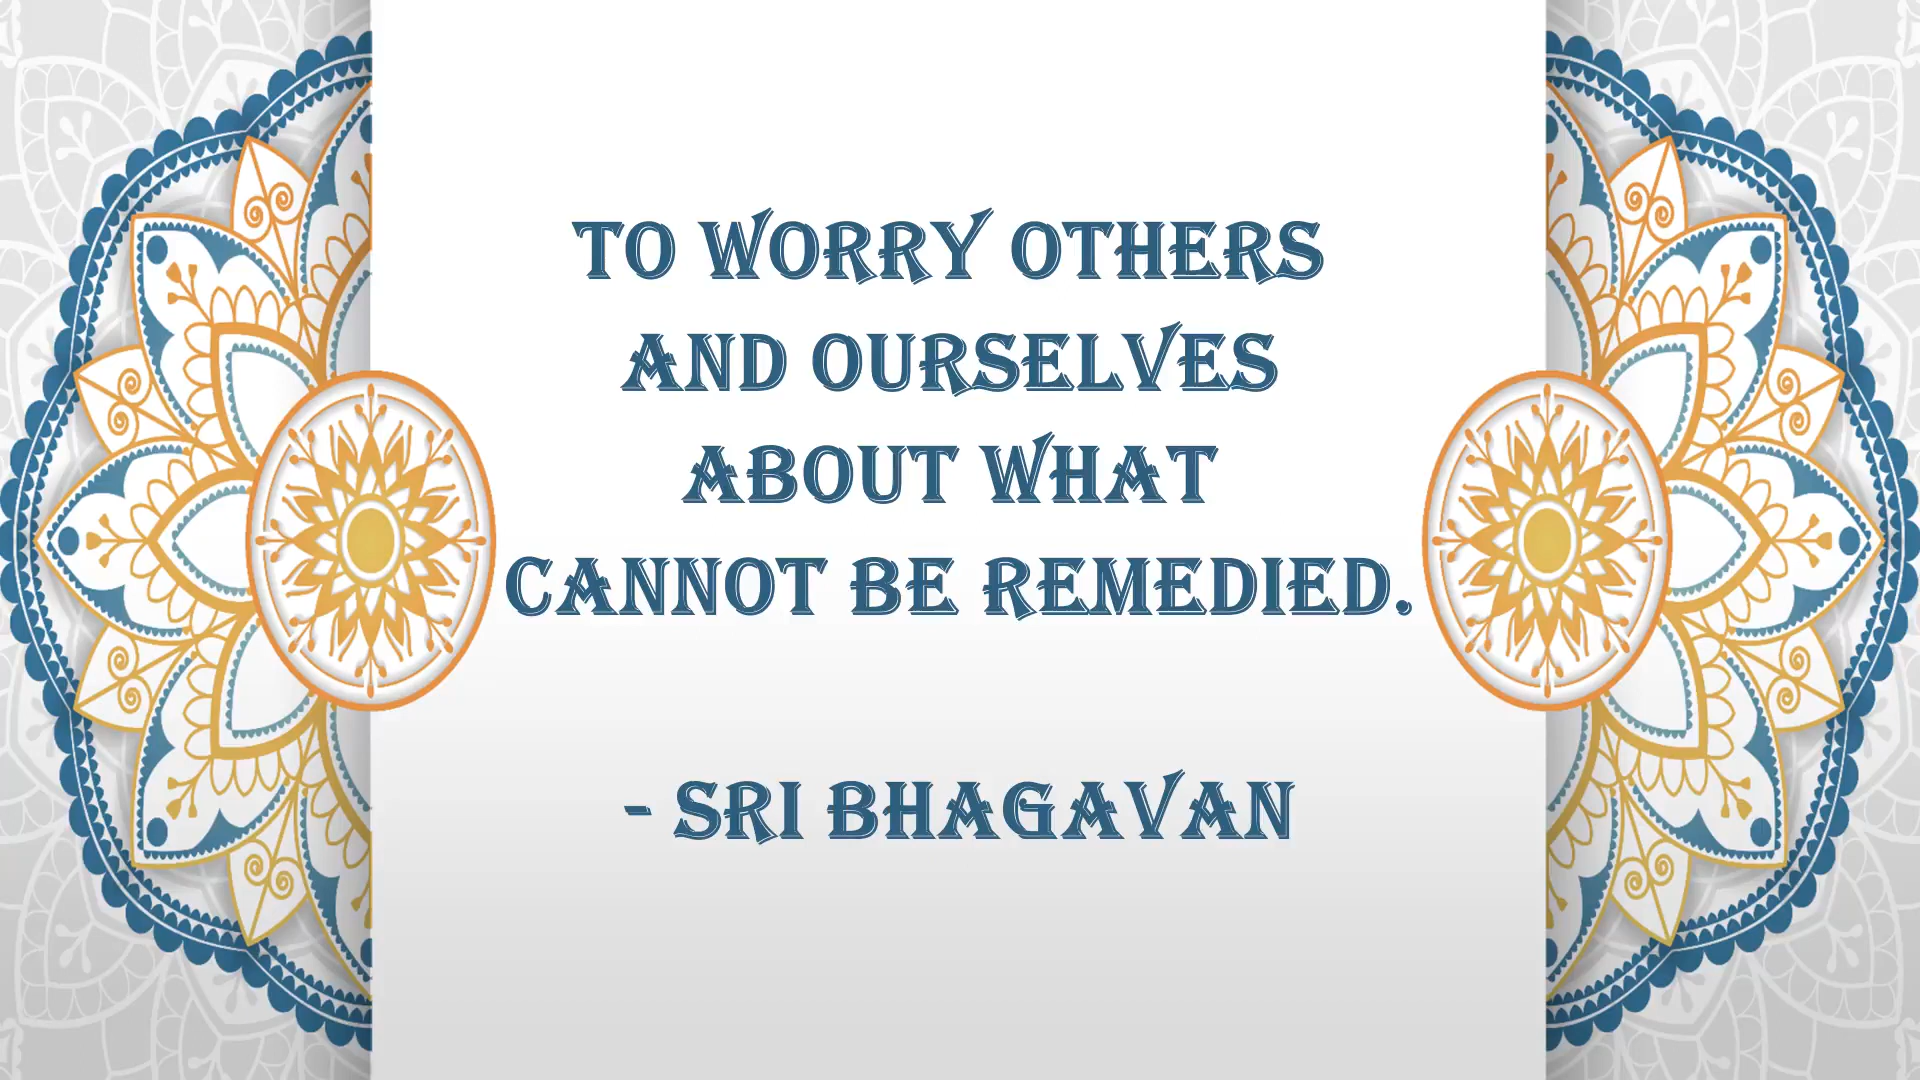 TO WORRY OTHERS
AND OURSELVES
ABOUT WHAT
CANNOT BE REMEDIED.
- SRI BHAGAVAN